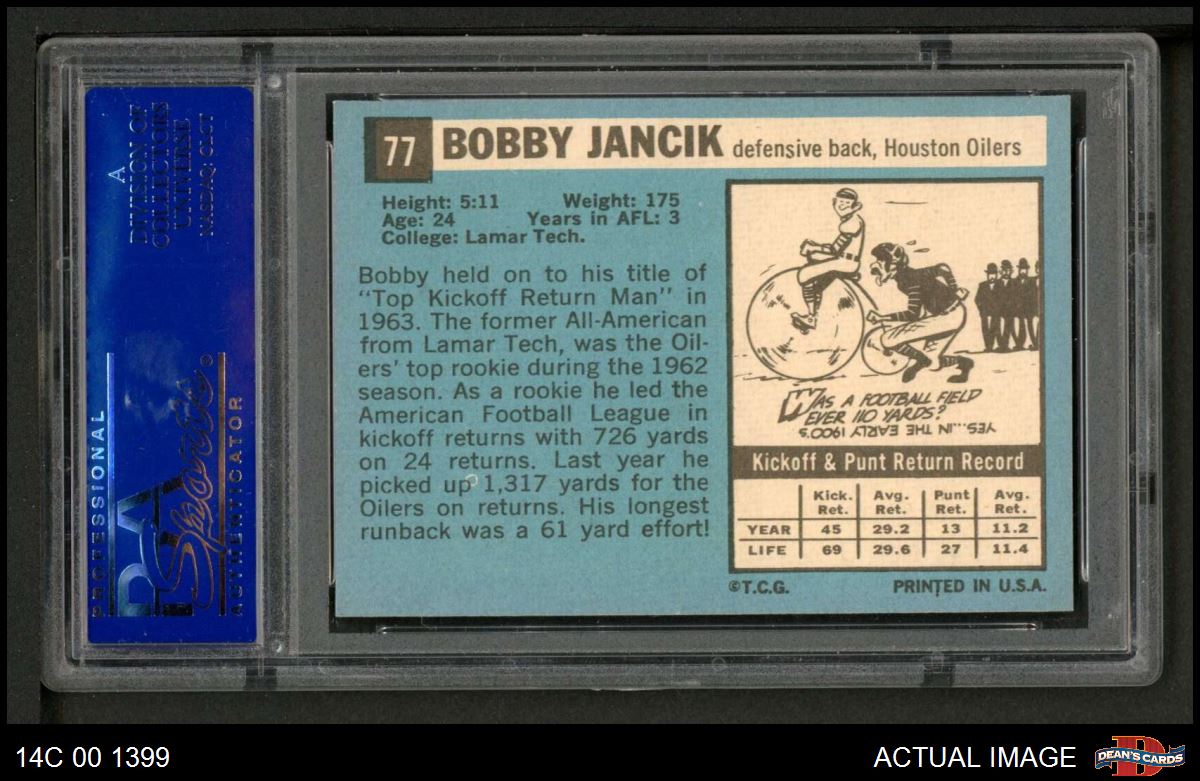 A
DIVISION OF
COLLECTORS
UNIVERSE
NASDAQ: CLCT
PROFESSIONAL
PSA
Sports
AUTHENTICATOR
77 BOBBY JANCIK defensive back, Houston Oilers
Height: 5:11 Weight: 175
Age: 24 Years in AFL: 3
College: Lamar Tech.
Bobby held on to his title of
"Top Kickoff Return Man" in
1963. The former All-American
from Lamar Tech, was the Oil-
ers' top rookie during the 1962
season. As a rookie he led the
American Football League in
kickoff returns with 726 yards
on 24 returns. Last year he
picked up 1,317 yards for the
Oilers on returns. His longest
runback was a 61 yard effort!
WAS A FOOTBALL FIELD
EVER 110 YARDS?
YES...IN THE EARLY 1900'S.
Kickoff & Punt Return Record
Kick. Ret. Avg. Ret. Punt Ret. Avg. Ret.
YEAR 45 29.2 13 11.2
LIFE 69 29.6 27 11.4
©T.C.G. PRINTED IN U.S.A.
14C 00 1399 ACTUAL IMAGE DEAN'S CARDS